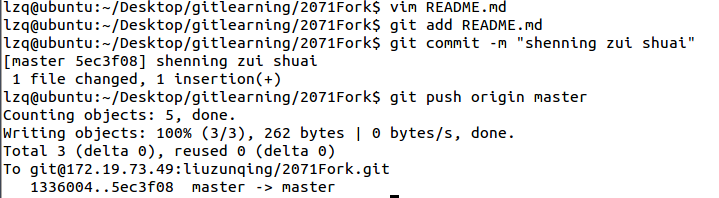 lzq@ubuntu:~/Desktop/gitlearning/2071Fork$ vim README.md
lzq@ubuntu:~/Desktop/gitlearning/2071Fork$ git add README.md
lzq@ubuntu:~/Desktop/gitlearning/2071Fork$ git commit -m "shenning zui shuai"
[master 5ec3f08] shenning zui shuai
 1 file changed, 1 insertion(+)
lzq@ubuntu:~/Desktop/gitlearning/2071Fork$ git push origin master
Counting objects: 5, done.
Writing objects: 100% (3/3), 262 bytes | 0 bytes/s, done.
Total 3 (delta 0), reused 0 (delta 0)
To git@172.19.73.49:liuzunqing/2071Fork.git
   1336004..5ec3f08  master -> master